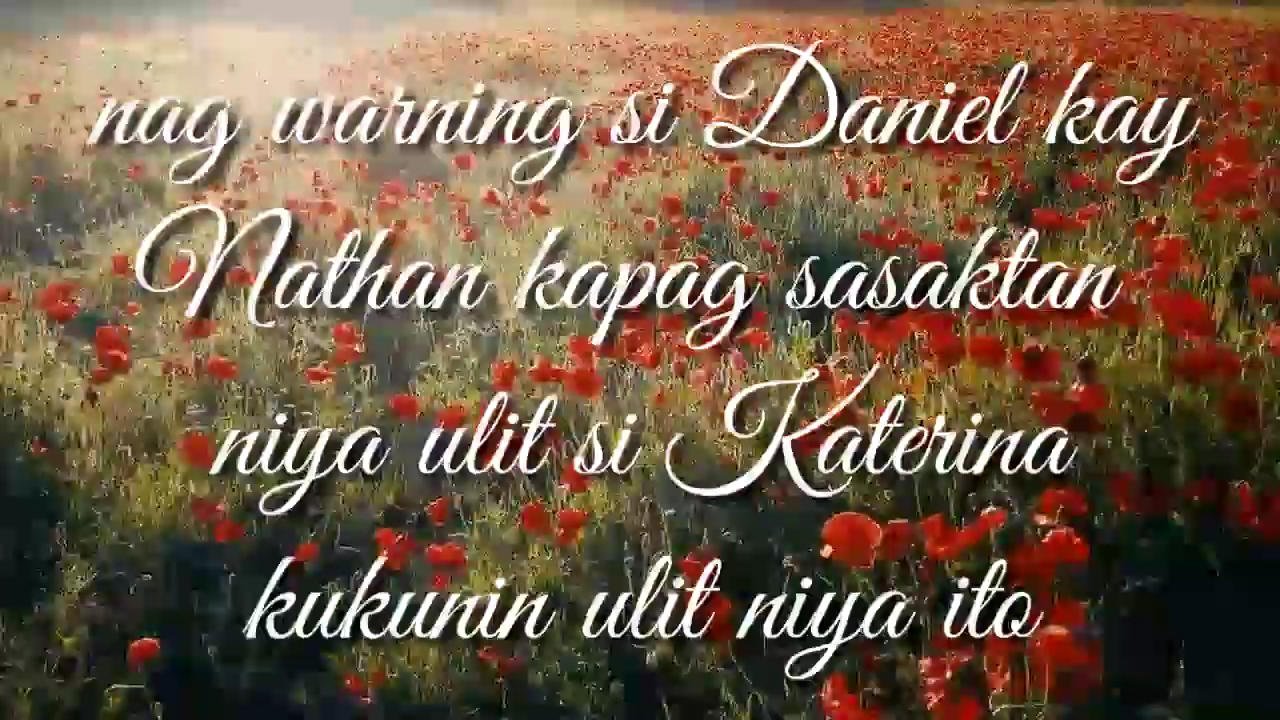 nag warning si Daniel kay
Nathan kapag sasaktan
niya ulit si Katerina
kukunin ulit niya ito